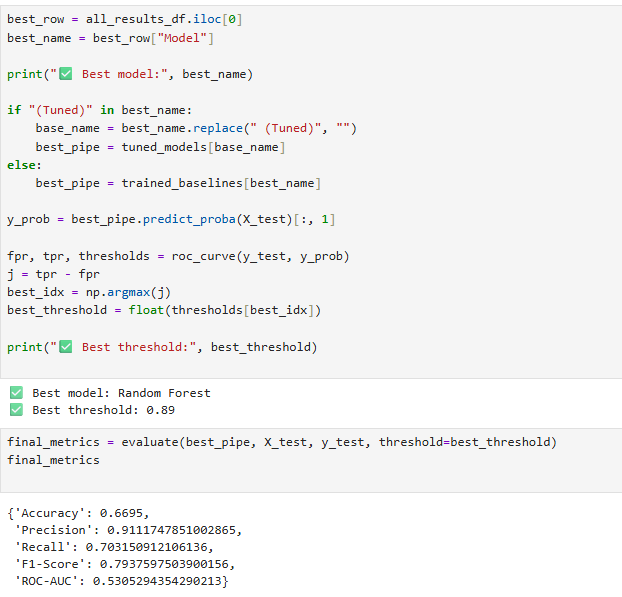 best_row = all_results_df.iloc[0]
best_name = best_row["Model"]
print("✅ Best model:", best_name)
if "(Tuned)" in best_name:
    base_name = best_name.replace(" (Tuned)", "")
    best_pipe = tuned_models[base_name]
else:
    best_pipe = trained_baselines[best_name]
y_prob = best_pipe.predict_proba(X_test)[:, 1]
fpr, tpr, thresholds = roc_curve(y_test, y_prob)
j = tpr - fpr
best_idx = np.argmax(j)
best_threshold = float(thresholds[best_idx])
print("✅ Best threshold:", best_threshold)
✅ Best model: Random Forest
✅ Best threshold: 0.89
final_metrics = evaluate(best_pipe, X_test, y_test, threshold=best_threshold)
final_metrics
{'Accuracy': 0.6695,
 'Precision': 0.9111747851002865,
 'Recall': 0.703150912106136,
 'F1-Score': 0.7937597503900156,
 'ROC-AUC': 0.5305294354290213}